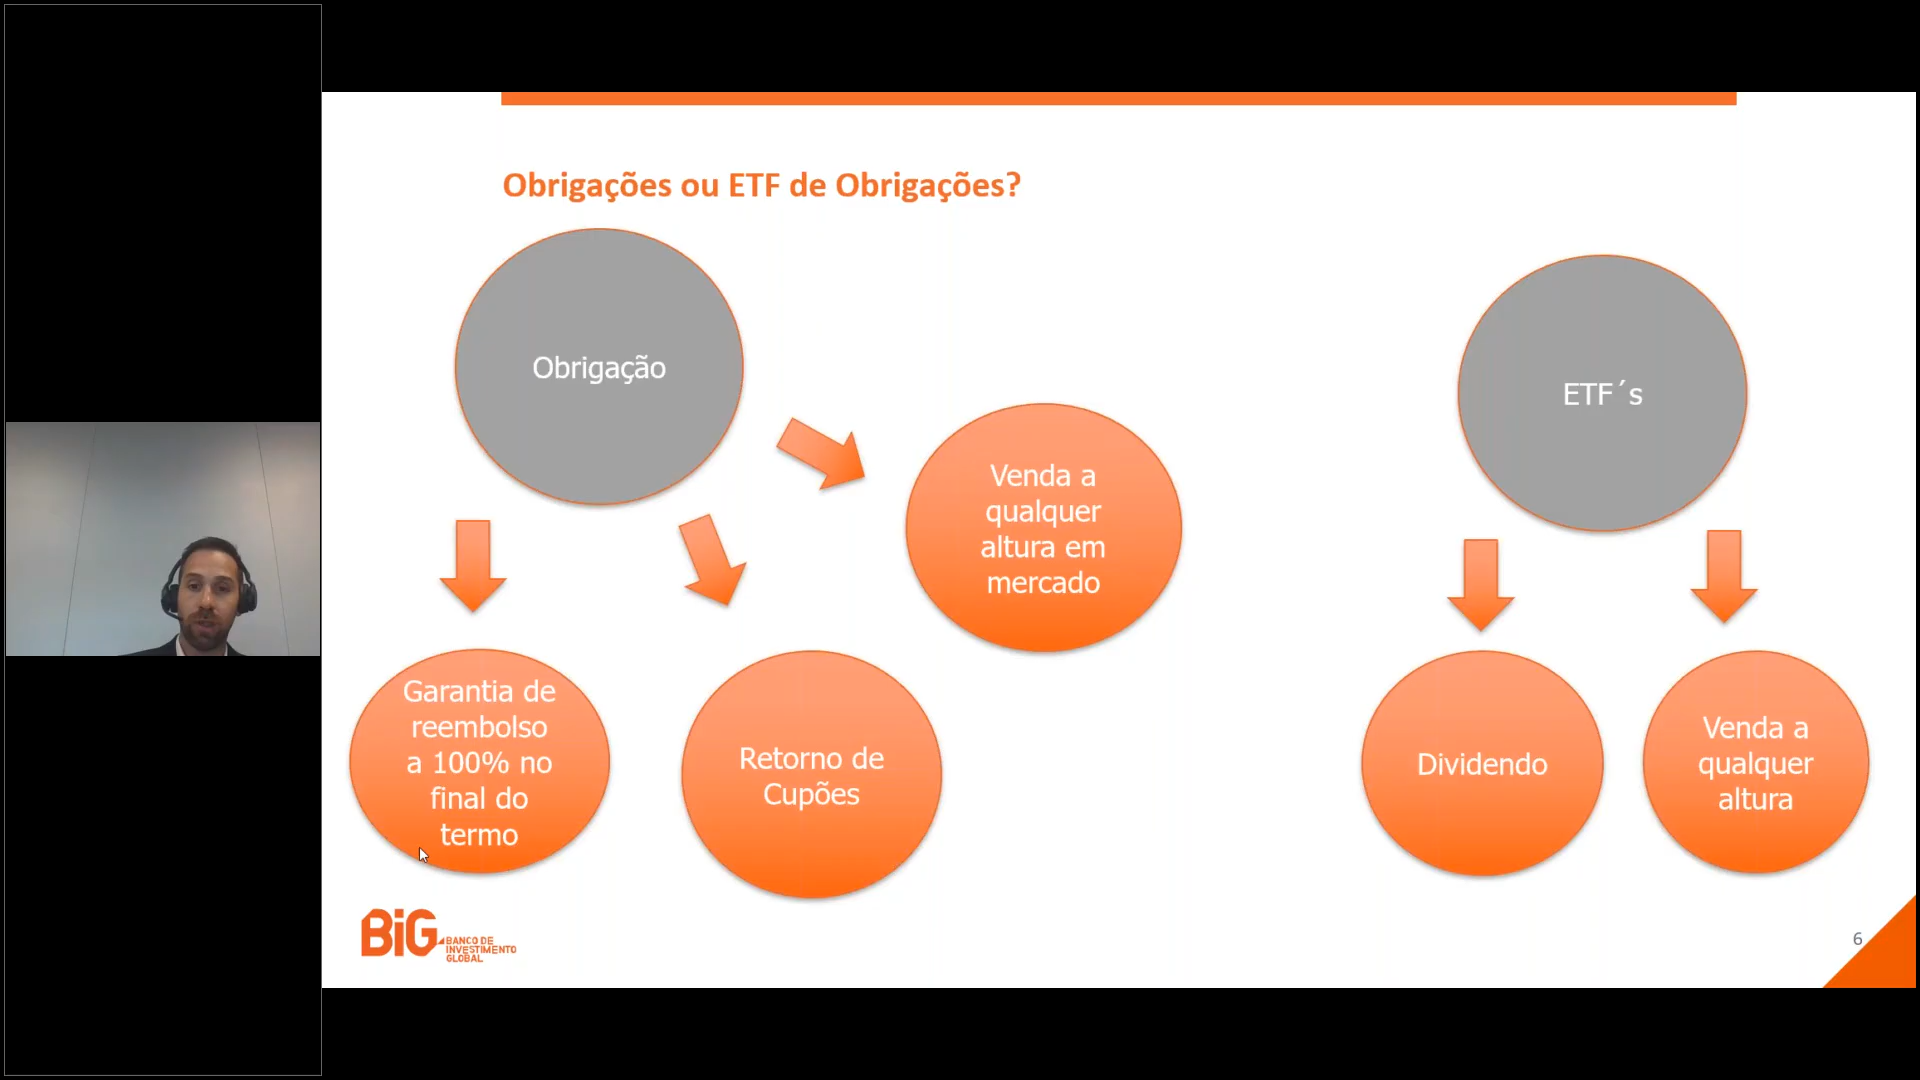 Obrigações ou ETF de Obrigações?
Obrigação
Venda a
qualquer
altura em
mercado
Garantia de
reembolso
a 100% no
final do
termo
Retorno de
Cupões
ETF´s
Dividendo
Venda a
qualquer
altura
BiG
BANCO DE
INVESTIMENTO
GLOBAL
6